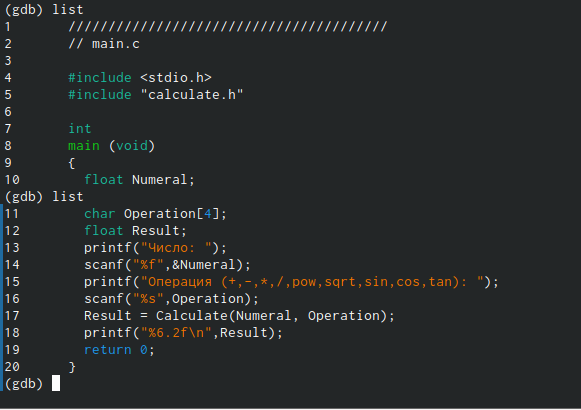 (gdb) list
1       ////////////////////////////////////////
2       // main.c
3
4       #include <stdio.h>
5       #include "calculate.h"
6
7       int
8       main (void)
9       {
10        float Numeral;
(gdb) list
11        char Operation[4];
12        float Result;
13        printf("Число: ");
14        scanf("%f",&Numeral);
15        printf("Операция (+,-,*,/,pow,sqrt,sin,cos,tan): ");
16        scanf("%s",Operation);
17        Result = Calculate(Numeral, Operation);
18        printf("%6.2f\n",Result);
19        return 0;
20      }
(gdb)